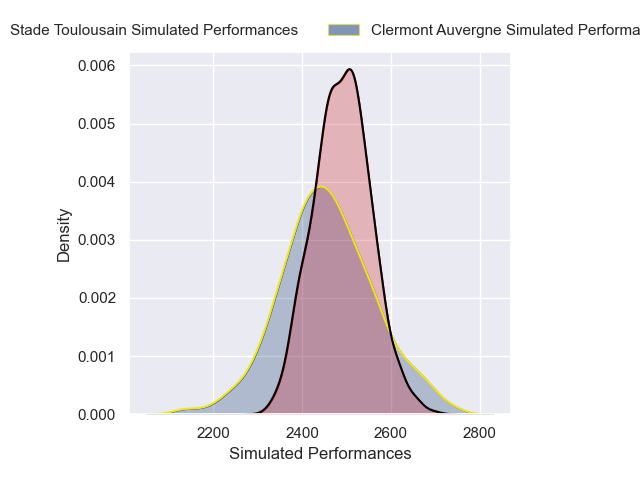 Stade Toulousain Simulated Performances Clermont Auvergne Simulated Performa
0.006
0.005
0.004
0.003
0.002
0.001
0.000
Density
2200 2400 2600 2800
Simulated Performances